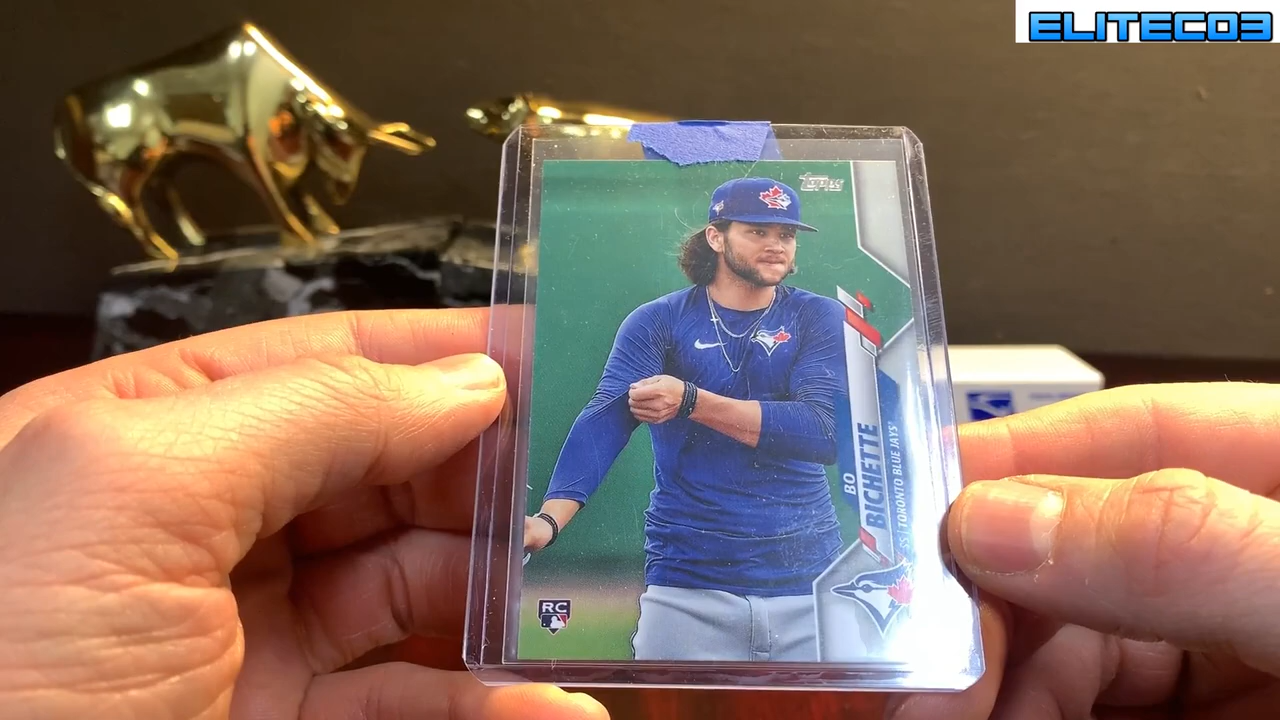 ELITEC03
TOPPS
BO
BICHETTE
SS | TORONTO BLUE JAYS
RC